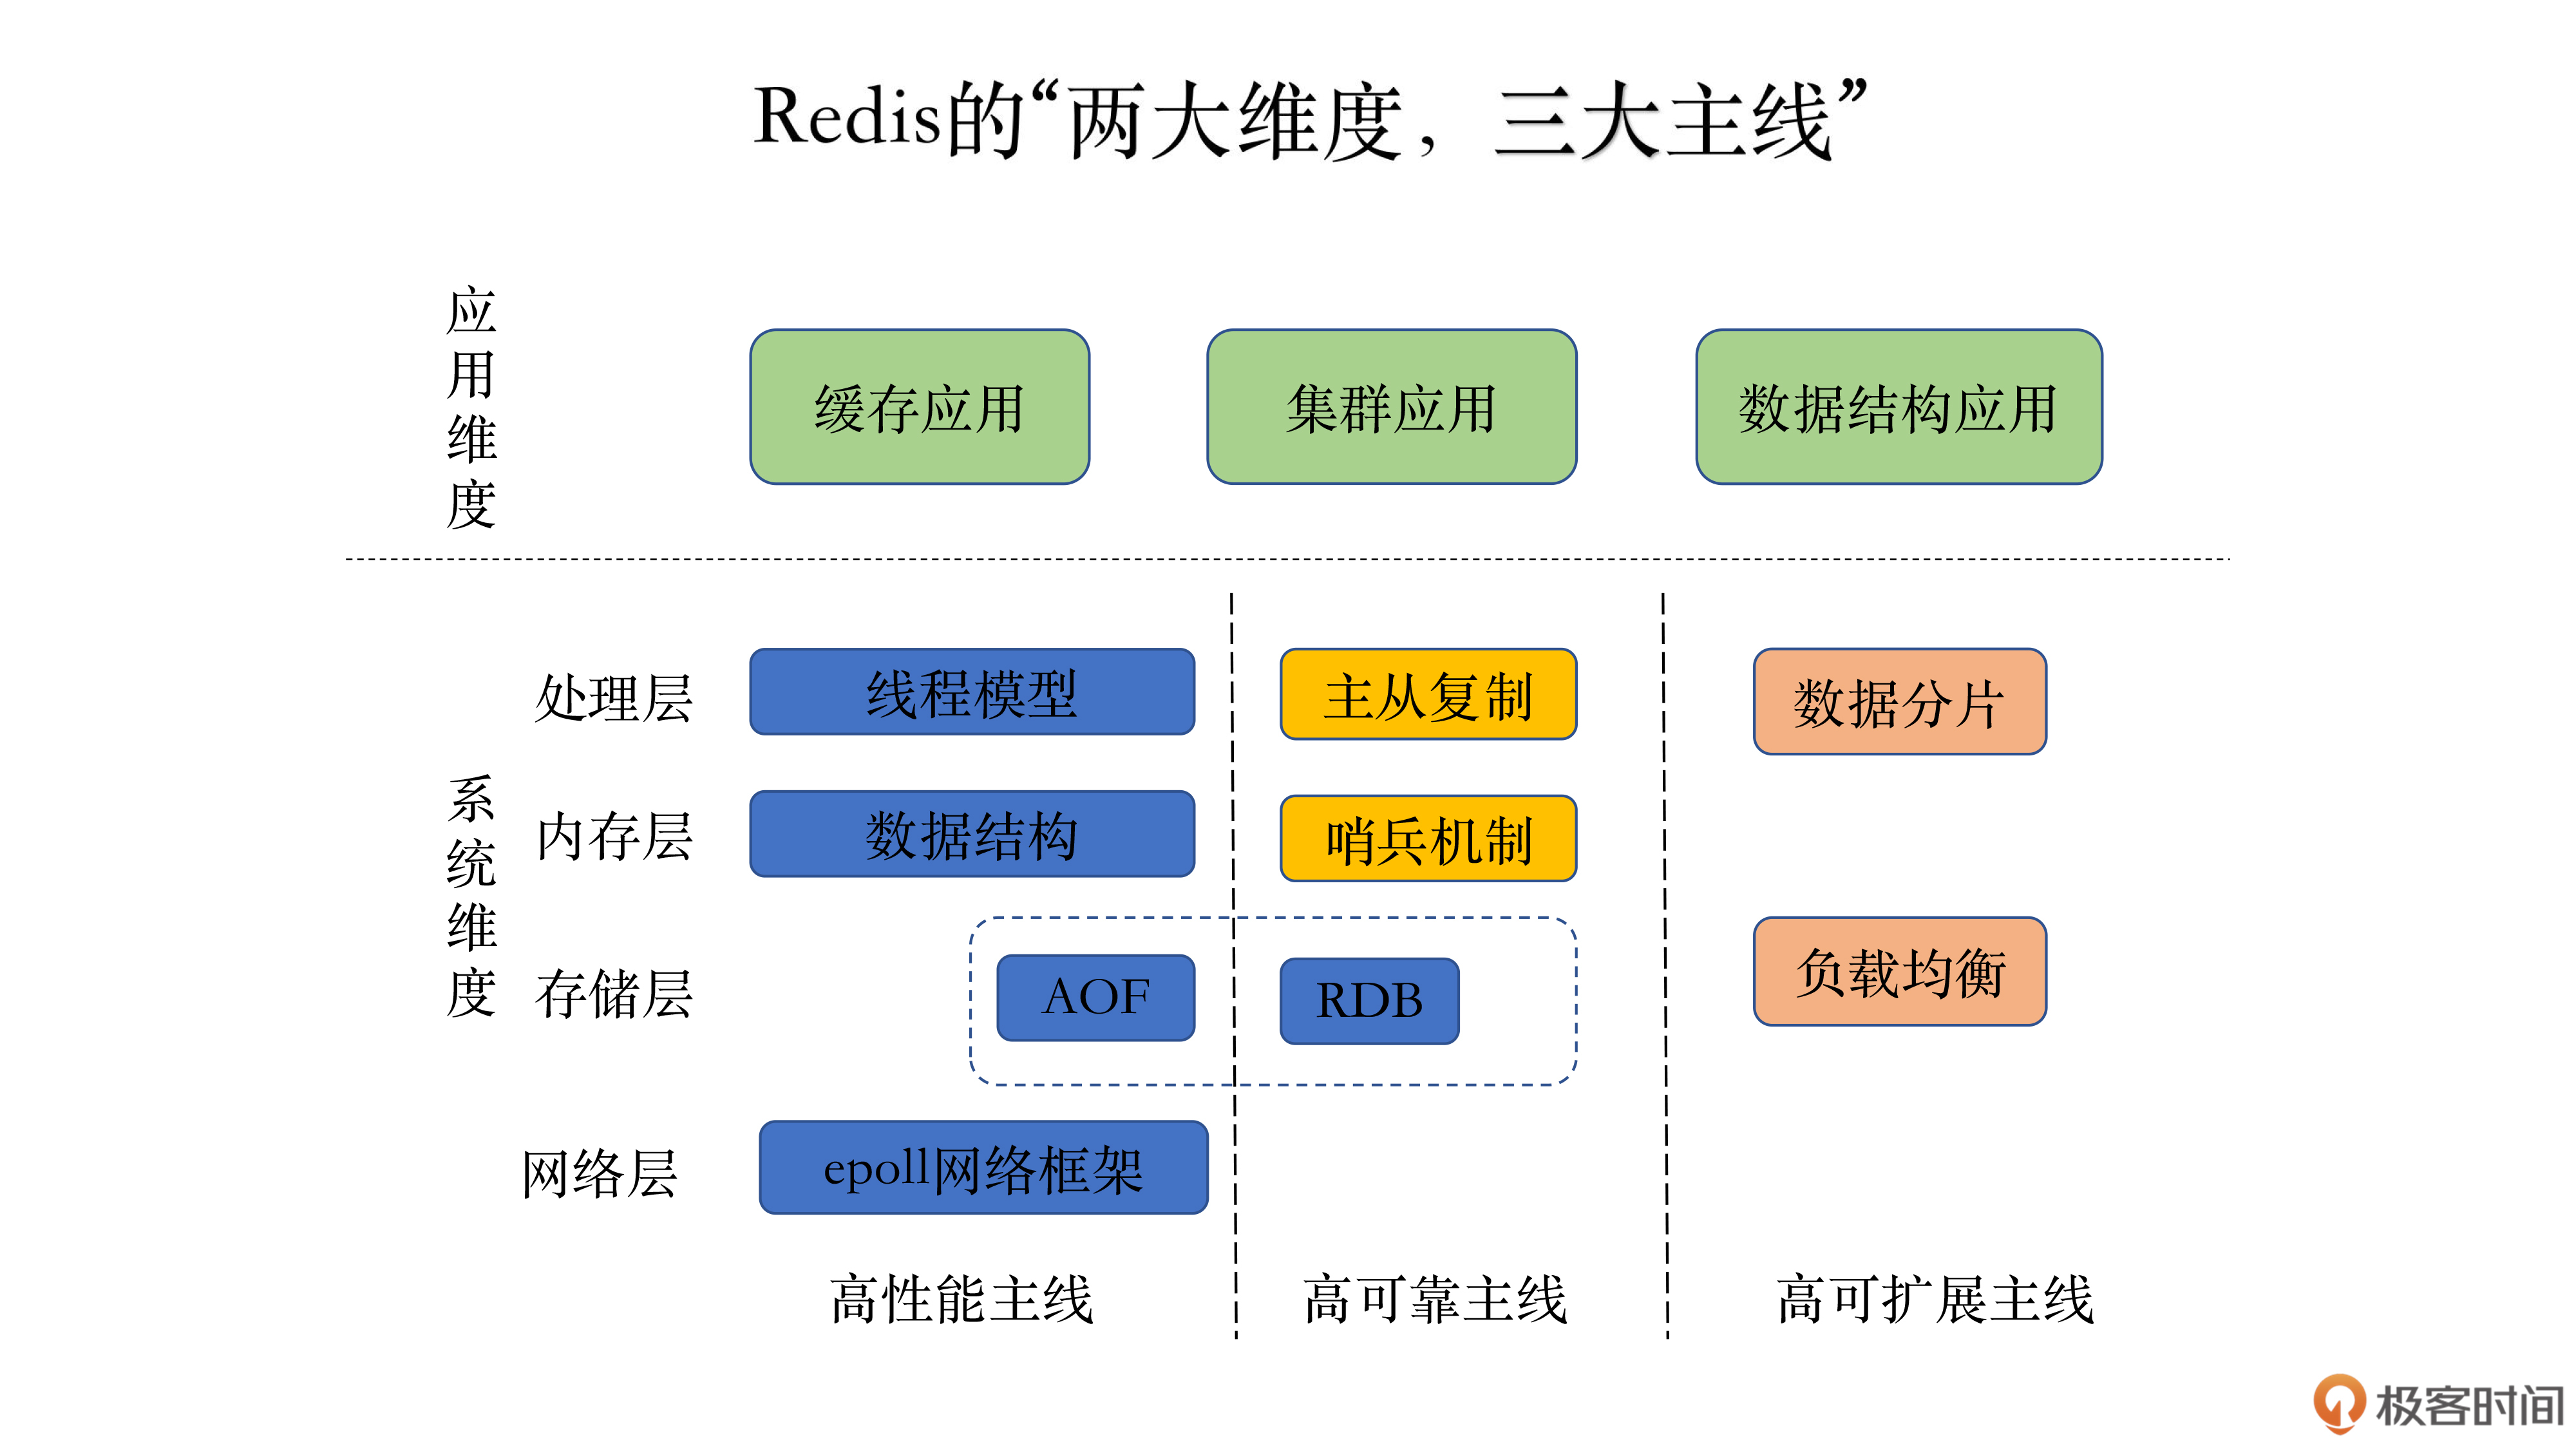 Redis的“两大维度，三大主线”
应用维度
缓存应用
集群应用
数据结构应用
系统维度
处理层
线程模型
主从复制
数据分片
内存层
数据结构
哨兵机制
存储层
AOF
RDB
负载均衡
网络层
epoll网络框架
高性能主线
高可靠主线
高可扩展主线
极客时间